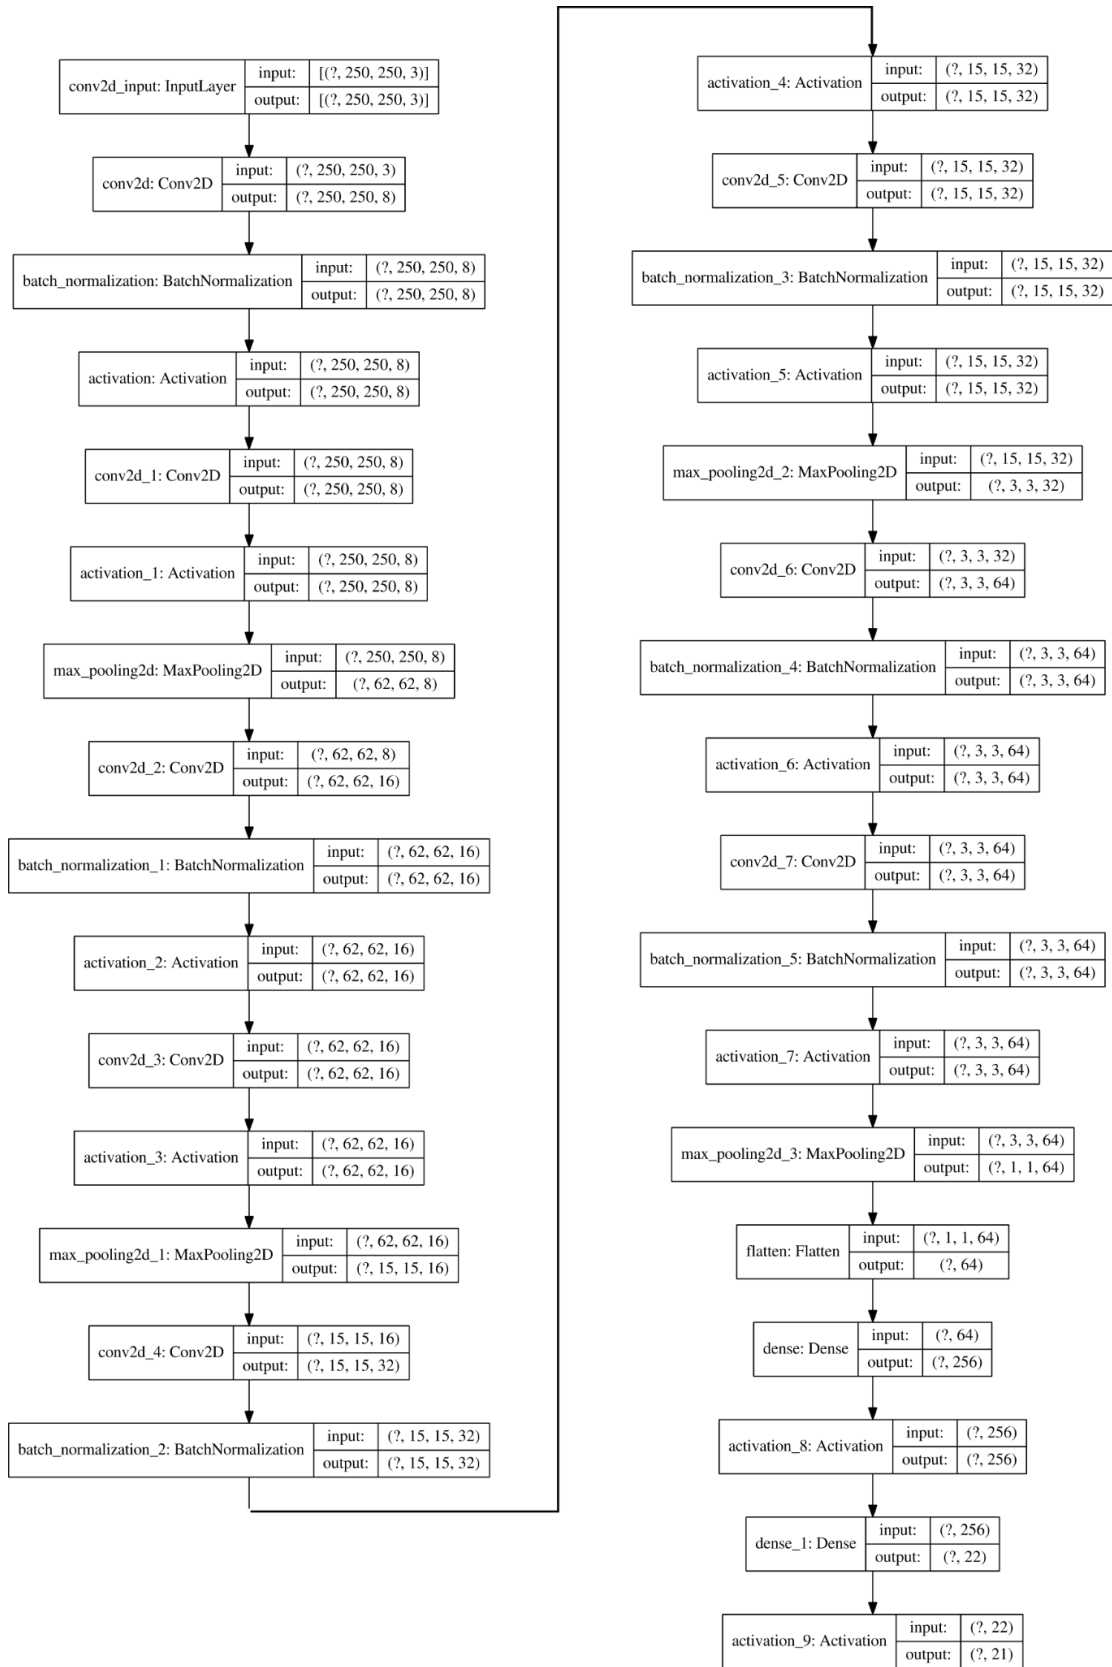 conv2d_input: InputLayer input: [(?, 250, 250, 3)]
output: [(?, 250, 250, 3)]
conv2d: Conv2D input: (?, 250, 250, 3)
output: (?, 250, 250, 8)
batch_normalization: BatchNormalization input: (?, 250, 250, 8)
output: (?, 250, 250, 8)
activation: Activation input: (?, 250, 250, 8)
output: (?, 250, 250, 8)
conv2d_1: Conv2D input: (?, 250, 250, 8)
output: (?, 250, 250, 8)
activation_1: Activation input: (?, 250, 250, 8)
output: (?, 250, 250, 8)
max_pooling2d: MaxPooling2D input: (?, 250, 250, 8)
output: (?, 62, 62, 8)
conv2d_2: Conv2D input: (?, 62, 62, 8)
output: (?, 62, 62, 16)
batch_normalization_1: BatchNormalization input: (?, 62, 62, 16)
output: (?, 62, 62, 16)
activation_2: Activation input: (?, 62, 62, 16)
output: (?, 62, 62, 16)
conv2d_3: Conv2D input: (?, 62, 62, 16)
output: (?, 62, 62, 16)
activation_3: Activation input: (?, 62, 62, 16)
output: (?, 62, 62, 16)
max_pooling2d_1: MaxPooling2D input: (?, 62, 62, 16)
output: (?, 15, 15, 16)
conv2d_4: Conv2D input: (?, 15, 15, 16)
output: (?, 15, 15, 32)
batch_normalization_2: BatchNormalization input: (?, 15, 15, 32)
output: (?, 15, 15, 32)
activation_4: Activation input: (?, 15, 15, 32)
output: (?, 15, 15, 32)
conv2d_5: Conv2D input: (?, 15, 15, 32)
output: (?, 15, 15, 32)
batch_normalization_3: BatchNormalization input: (?, 15, 15, 32)
output: (?, 15, 15, 32)
activation_5: Activation input: (?, 15, 15, 32)
output: (?, 15, 15, 32)
max_pooling2d_2: MaxPooling2D input: (?, 15, 15, 32)
output: (?, 3, 3, 32)
conv2d_6: Conv2D input: (?, 3, 3, 32)
output: (?, 3, 3, 64)
batch_normalization_4: BatchNormalization input: (?, 3, 3, 64)
output: (?, 3, 3, 64)
activation_6: Activation input: (?, 3, 3, 64)
output: (?, 3, 3, 64)
conv2d_7: Conv2D input: (?, 3, 3, 64)
output: (?, 3, 3, 64)
batch_normalization_5: BatchNormalization input: (?, 3, 3, 64)
output: (?, 3, 3, 64)
activation_7: Activation input: (?, 3, 3, 64)
output: (?, 3, 3, 64)
max_pooling2d_3: MaxPooling2D input: (?, 3, 3, 64)
output: (?, 1, 1, 64)
flatten: Flatten input: (?, 1, 1, 64)
output: (?, 64)
dense: Dense input: (?, 64)
output: (?, 256)
activation_8: Activation input: (?, 256)
output: (?, 256)
dense_1: Dense input: (?, 256)
output: (?, 22)
activation_9: Activation input: (?, 22)
output: (?, 21)